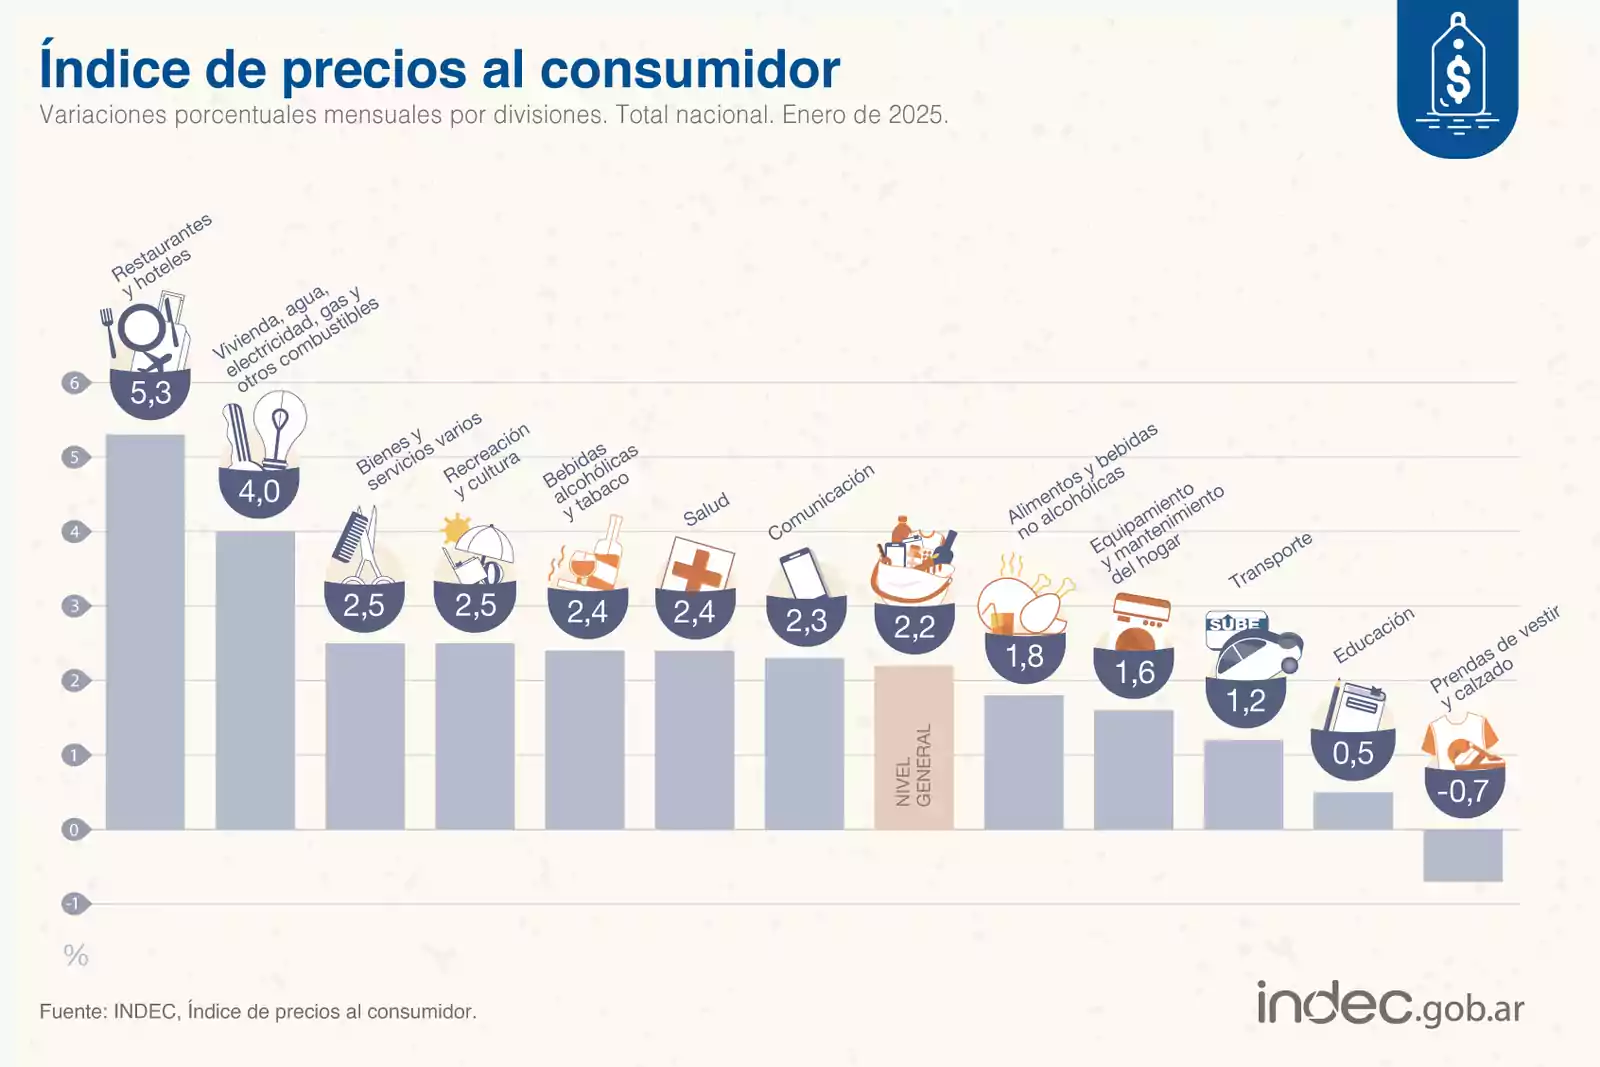 Índice de precios al consumidor
Variaciones porcentuales mensuales por divisiones. Total nacional. Enero de 2025.
$
Restaurantes
y hoteles
5,3
Vivienda, agua,
electricidad, gas y
otros combustibles
4,0
Bienes y
servicios varios
2,5
Recreación
y cultura
2,5
Bebidas
alcohólicas
y tabaco
2,4
Salud
2,4
Comunicación
2,3
2,2
NIVEL
GENERAL
Alimentos y bebidas
no alcohólicas
1,8
Equipamiento
y mantenimiento
del hogar
1,6
Transporte
SUBE
1,2
Educación
0,5
Prendas de vestir
y calzado
-0,7
6
5
4
3
2
1
0
-1
%
Fuente: INDEC, Índice de precios al consumidor.
indec.gob.ar